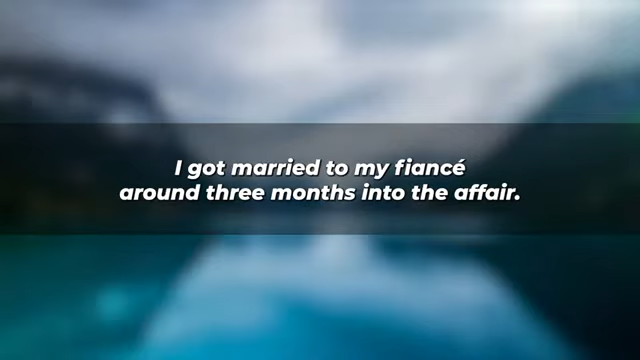 I got married to my fiancé
around three months into the affair.